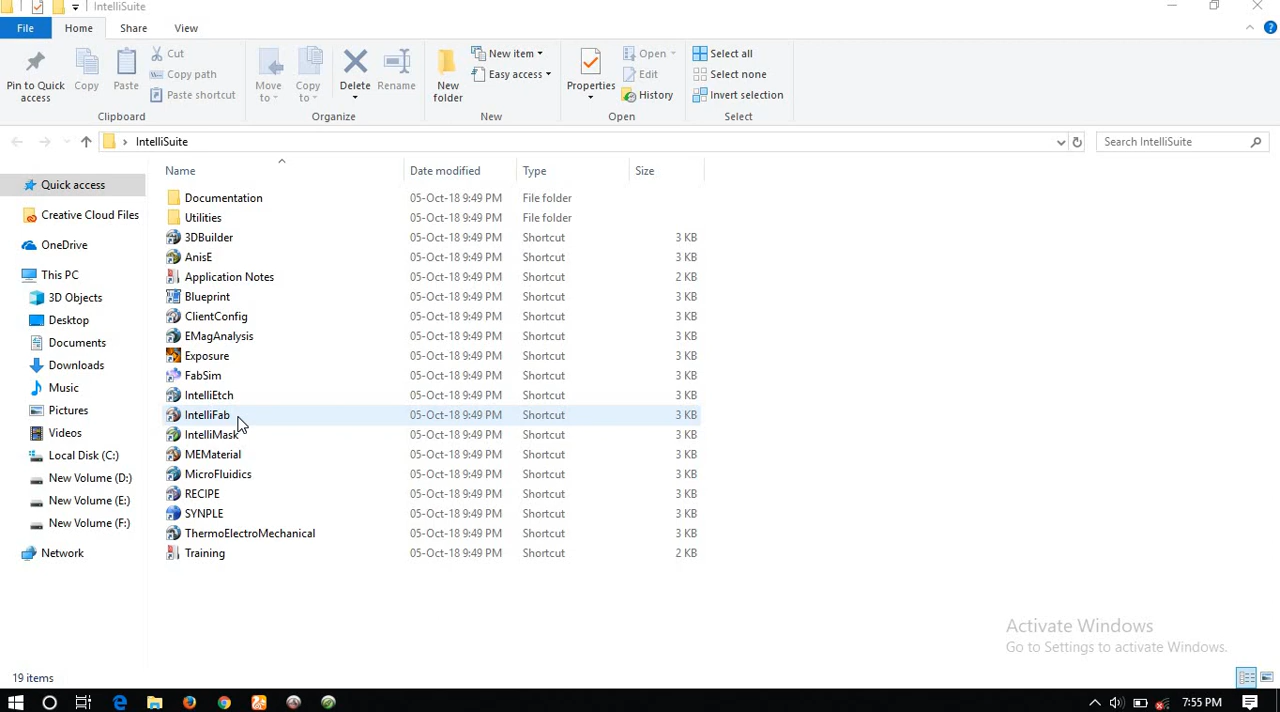 IntelliSuite
File Home Share View
Pin to Quick access
Copy
Paste
Cut
Copy path
Paste shortcut
Clipboard
Move to
Copy to
Delete
Rename
Organize
New folder
New item
Easy access
New
Properties
Open
Edit
History
Open
Select all
Select none
Invert selection
Select
IntelliSuite
Search IntelliSuite
Quick access
Creative Cloud Files
OneDrive
This PC
3D Objects
Desktop
Documents
Downloads
Music
Pictures
Videos
Local Disk (C:)
New Volume (D:)
New Volume (E:)
New Volume (F:)
Network
Name Date modified Type Size
Documentation 05-Oct-18 9:49 PM File folder
Utilities 05-Oct-18 9:49 PM File folder
3DBuilder 05-Oct-18 9:49 PM Shortcut 3 KB
AnisE 05-Oct-18 9:49 PM Shortcut 3 KB
Application Notes 05-Oct-18 9:49 PM Shortcut 2 KB
Blueprint 05-Oct-18 9:49 PM Shortcut 3 KB
ClientConfig 05-Oct-18 9:49 PM Shortcut 3 KB
EMagAnalysis 05-Oct-18 9:49 PM Shortcut 3 KB
Exposure 05-Oct-18 9:49 PM Shortcut 3 KB
FabSim 05-Oct-18 9:49 PM Shortcut 3 KB
IntelliEtch 05-Oct-18 9:49 PM Shortcut 3 KB
IntelliFab 05-Oct-18 9:49 PM Shortcut 3 KB
IntelliMask 05-Oct-18 9:49 PM Shortcut 3 KB
MEMaterial 05-Oct-18 9:49 PM Shortcut 3 KB
MicroFluidics 05-Oct-18 9:49 PM Shortcut 3 KB
RECIPE 05-Oct-18 9:49 PM Shortcut 3 KB
SYNPLE 05-Oct-18 9:49 PM Shortcut 3 KB
ThermoElectroMechanical 05-Oct-18 9:49 PM Shortcut 3 KB
Training 05-Oct-18 9:49 PM Shortcut 2 KB
Activate Windows
Go to Settings to activate Windows.
19 items
7:55 PM